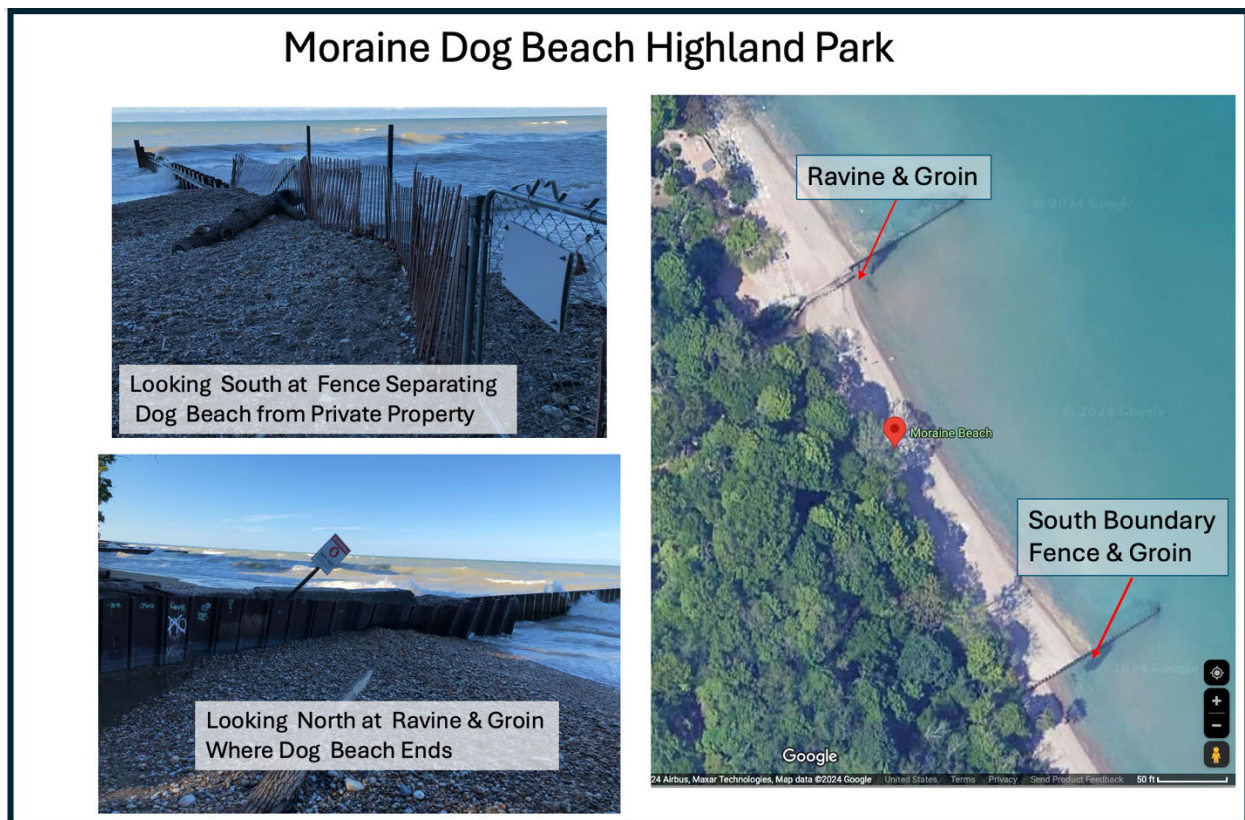 Moraine Dog Beach Highland Park
Looking South at Fence Separating
Dog Beach from Private Property
Looking North at Ravine & Groin
Where Dog Beach Ends
Ravine & Groin
© 2024 Google
© 2024 Google
Moraine Beach
South Boundary
Fence & Groin
2024 Google
Google
24 Airbus, Maxar Technologies, Map data ©2024 Google United States Terms Privacy Send Product Feedback 50 ft